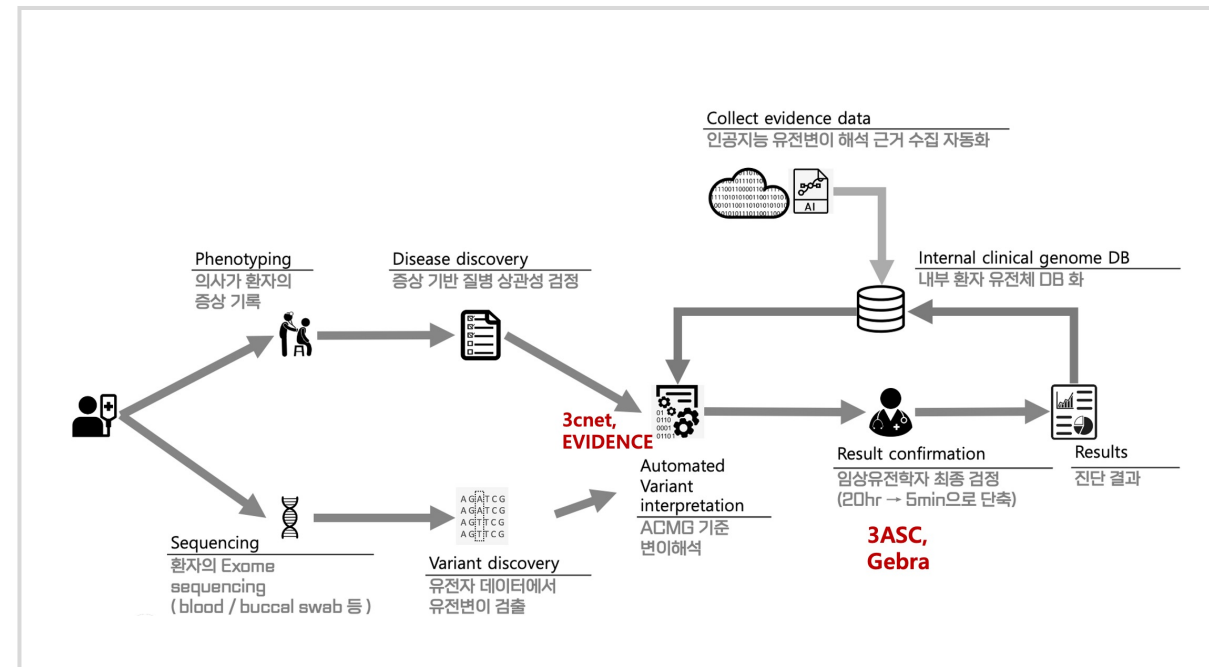 Collect evidence data
인공지능 유전변이 해석 근거 수집 자동화
AI
Phenotyping
의사가 환자의
증상 기록
Disease discovery
증상 기반 질병 상관성 검정
Internal clinical genome DB
내부 환자 유전체 DB 화
3cnet,
EVIDENCE
01
0110
0001
01101
Automated
Variant
interpretation
ACMG 기준
변이해석
Result confirmation
임상유전학자 최종 검정
(20hr → 5min으로 단축)
3ASC,
Gebra
Results
진단 결과
Sequencing
환자의 Exome
sequencing
( blood / buccal swab 등 )
AGATCG
AGATCG
AGTTCG
AGTTCG
Variant discovery
유전자 데이터에서
유전변이 검출